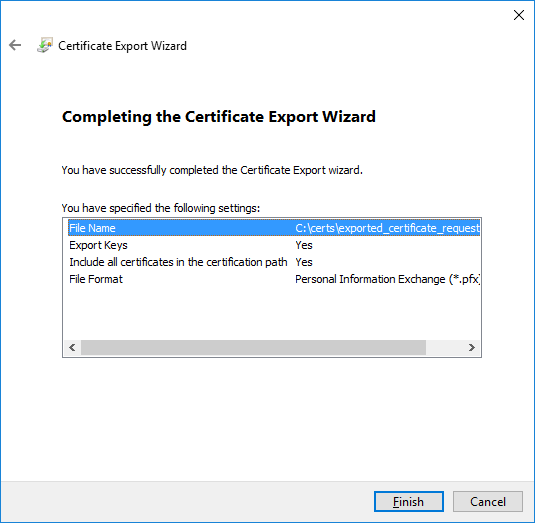 Certificate Export Wizard
Completing the Certificate Export Wizard
You have successfully completed the Certificate Export wizard.
You have specified the following settings:
File Name C:\certs\exported_certificate_request
Export Keys Yes
Include all certificates in the certification path Yes
File Format Personal Information Exchange (*.pfx)
Finish Cancel